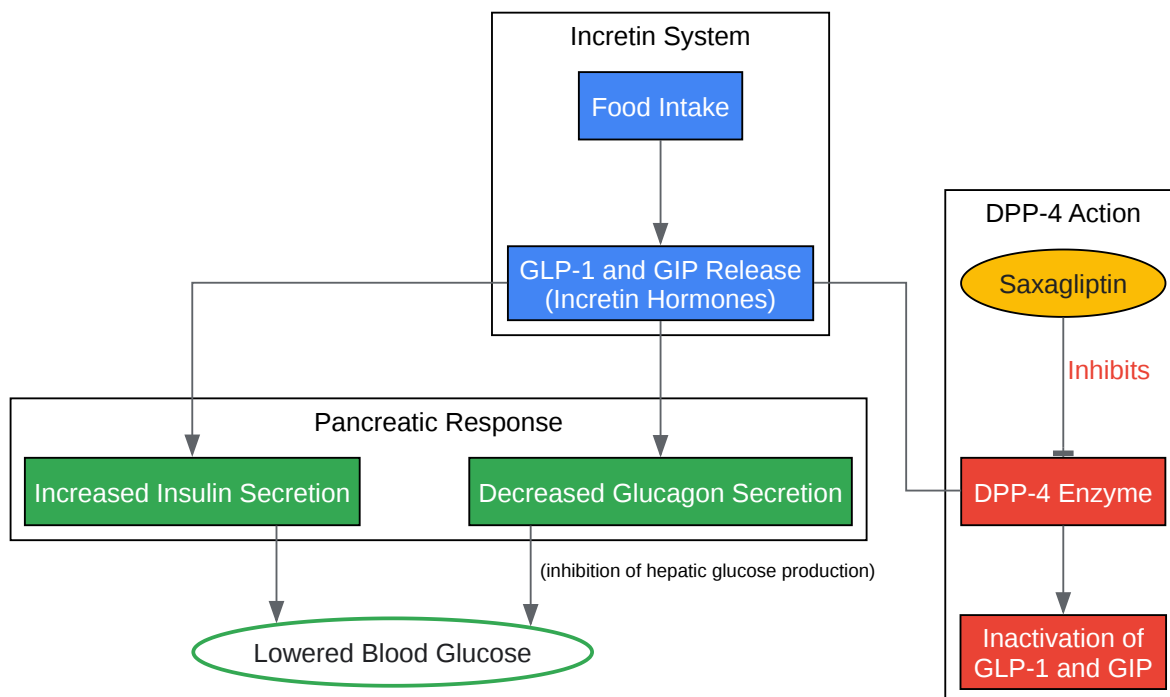 Incretin System
Food Intake
GLP-1 and GIP Release
(Incretin Hormones)
DPP-4 Action
Saxagliptin
Inhibits
Pancreatic Response
Increased Insulin Secretion
Decreased Glucagon Secretion
DPP-4 Enzyme
(inhibition of hepatic glucose production)
Lowered Blood Glucose
Inactivation of
GLP-1 and GIP